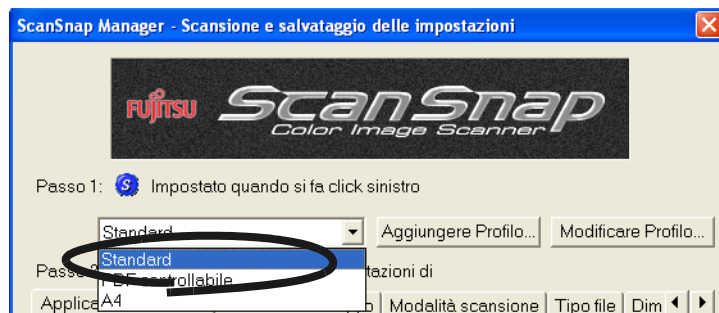 ScanSnap Manager - Scansione e salvataggio delle impostazioni
FUJITSU ScanSnap
Color Image Scanner
Passo 1: S Impostato quando si fa click sinistro
Standard Aggiungere Profilo... Modificare Profilo...
Standard
Passo tazioni di
PDF controllabile
A4
Applica o Modalità scansione Tipo file Dim